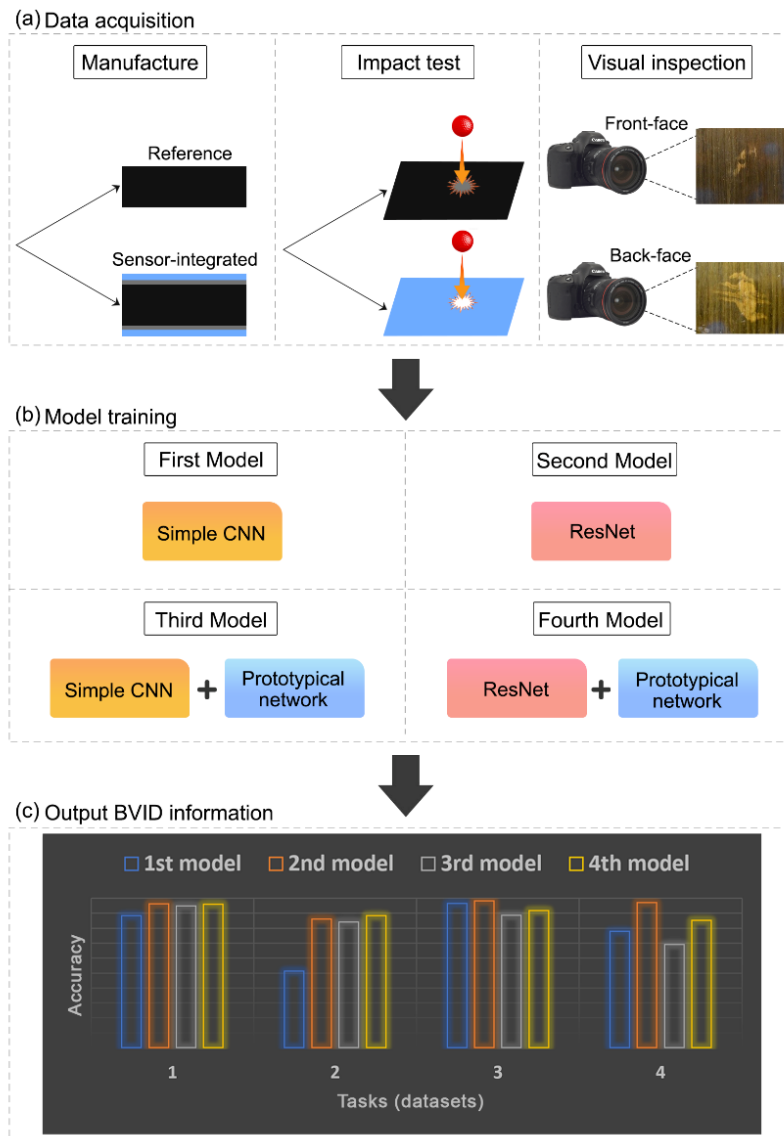 (a) Data acquisition
Manufacture
Impact test
Visual inspection
Reference
Sensor-integrated
Front-face
Canon
Back-face
Canon
(b) Model training
First Model
Second Model
Simple CNN
ResNet
Third Model
Fourth Model
Simple CNN
+
Prototypical
network
ResNet
+
Prototypical
network
(c) Output BVID information
1st model
2nd model
3rd model
4th model
Accuracy
1
2
3
4
Tasks (datasets)